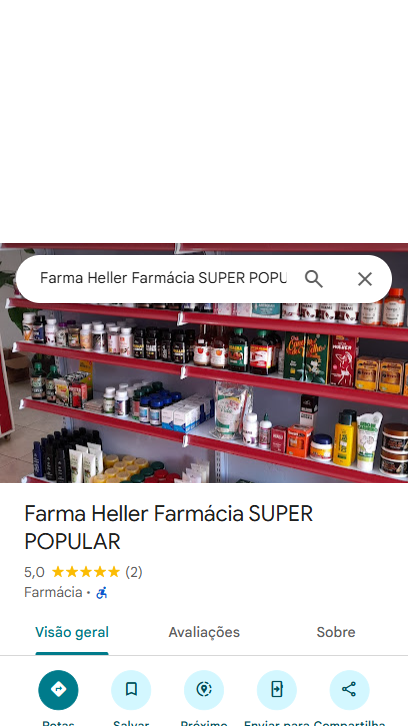 Farma Heller Farmácia SUPER POPU
Farma Heller Farmácia SUPER
POPULAR
5,0 (2)
Farmácia ·
Visão geral Avaliações Sobre
Rotas Salvar Próximo Enviar para Compartilha